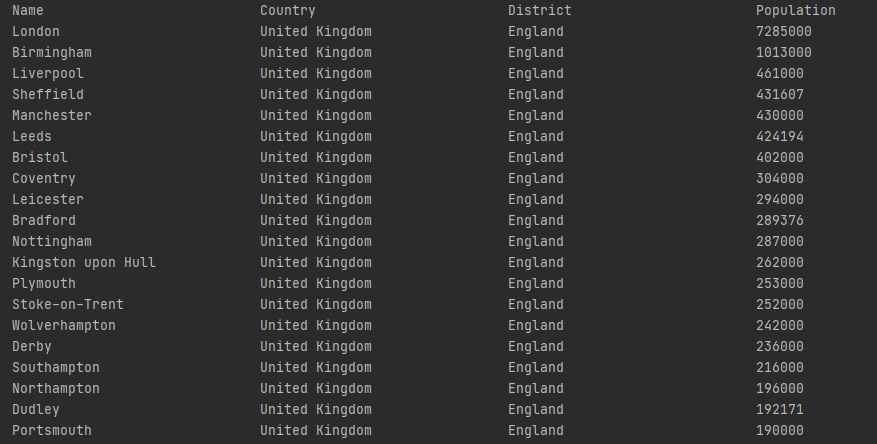 Name Country District Population
London United Kingdom England 7285000
Birmingham United Kingdom England 1013000
Liverpool United Kingdom England 461000
Sheffield United Kingdom England 431607
Manchester United Kingdom England 430000
Leeds United Kingdom England 424194
Bristol United Kingdom England 402000
Coventry United Kingdom England 304000
Leicester United Kingdom England 294000
Bradford United Kingdom England 289376
Nottingham United Kingdom England 287000
Kingston upon Hull United Kingdom England 262000
Plymouth United Kingdom England 253000
Stoke-on-Trent United Kingdom England 252000
Wolverhampton United Kingdom England 242000
Derby United Kingdom England 236000
Southampton United Kingdom England 216000
Northampton United Kingdom England 196000
Dudley United Kingdom England 192171
Portsmouth United Kingdom England 190000